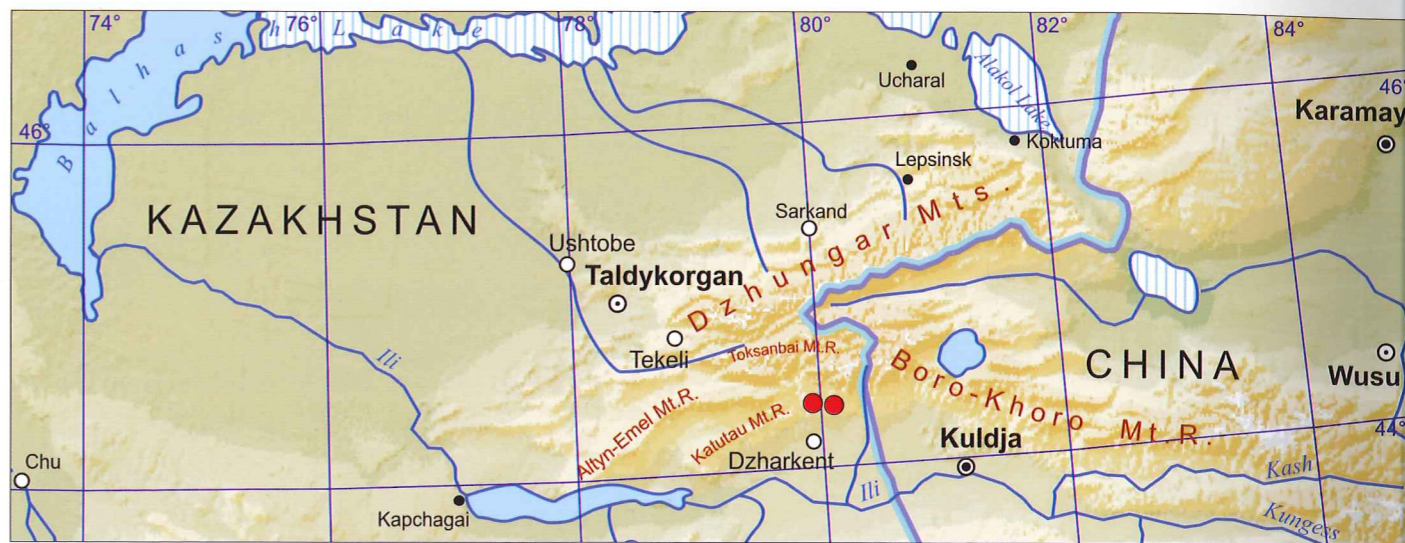 74°
76°
78°
80°
82°
84°
Balhash Lake
Ucharal
Alakol Lake
46°
46°
Karamay
Koktuma
Lepsinsk
KAZAKHSTAN
Sarkand
Dzhungar Mts.
Ushtobe
Taldykorgan
Ili
Tekeli
Toksanbai Mt.R.
CHINA
Wusu
Boro-Khoro Mt.R.
Altyn-Emel Mt.R.
Katutau Mt.R.
44°
Kuldja
Dzharkent
Chu
Kash
Ili
Kapchagai
Kungess